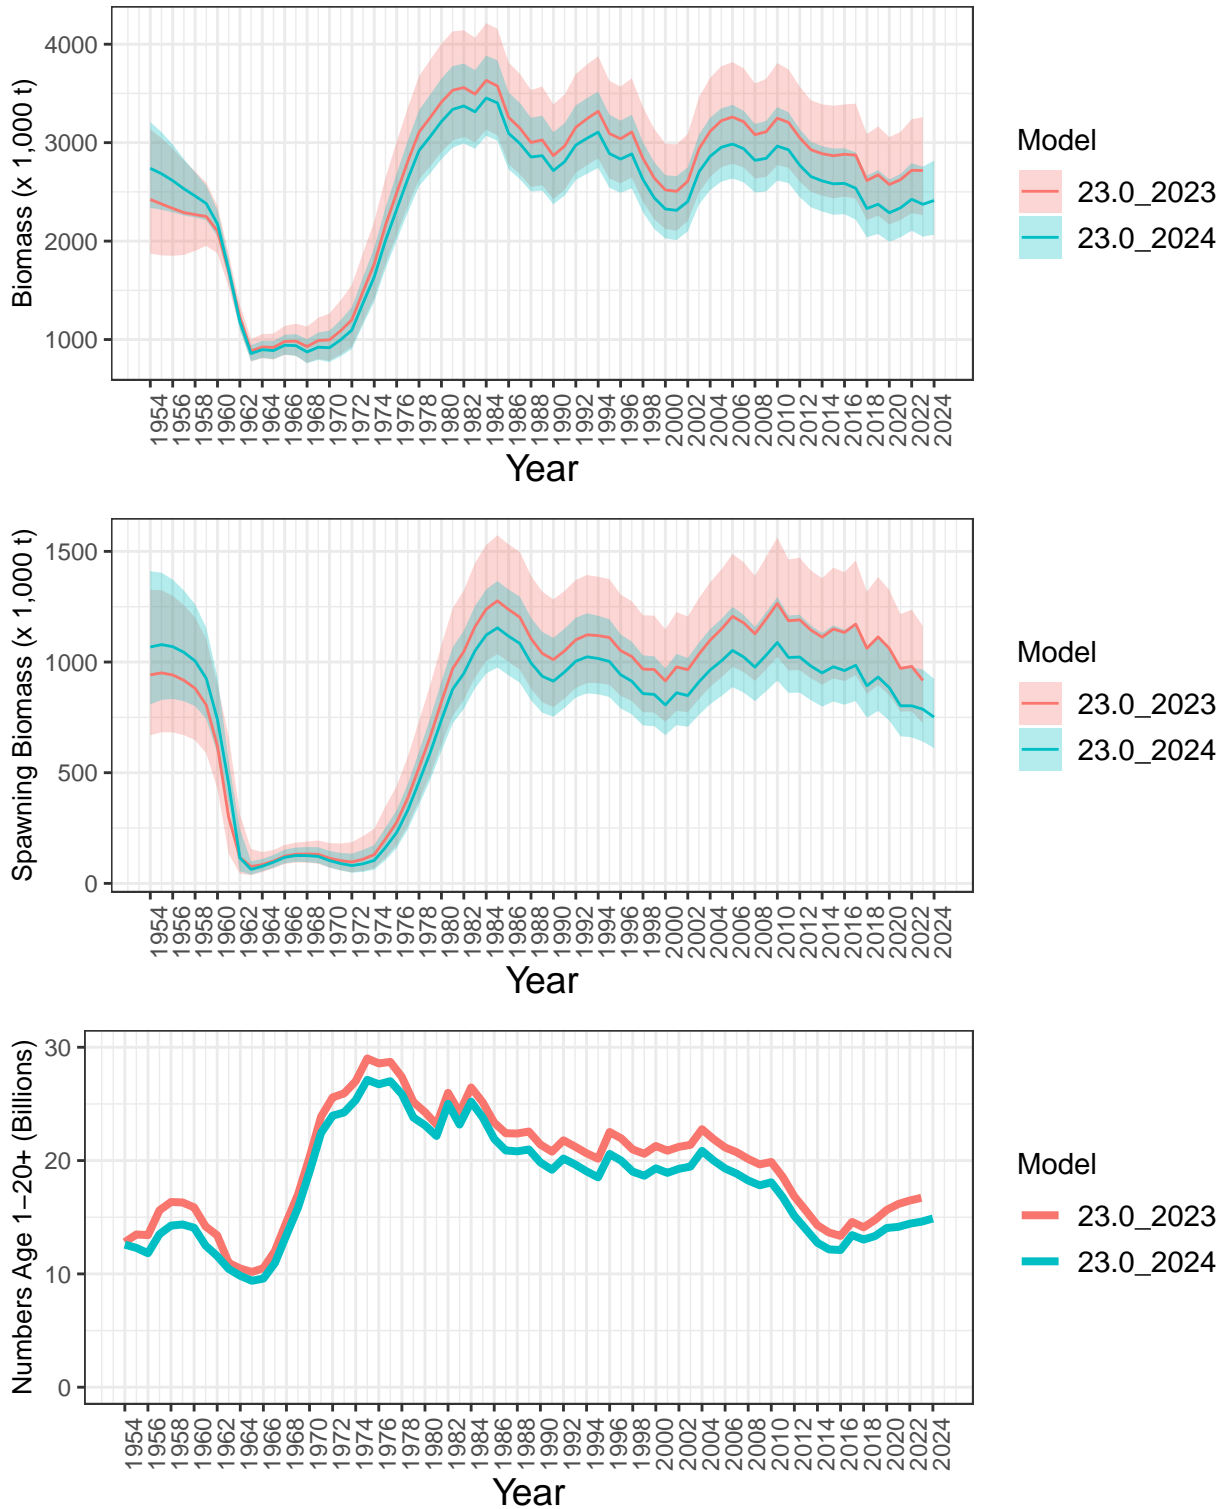 Biomass (x 1,000 t)
4000
3000
2000
1000
1954 1956 1958 1960 1962 1964 1966 1968 1970 1972 1974 1976 1978 1980 1982 1984 1986 1988 1990 1992 1994 1996 1998 2000 2002 2004 2006 2008 2010 2012 2014 2016 2018 2020 2022 2024
Year
Model
23.0_2023
23.0_2024
Spawning Biomass (x 1,000 t)
1500
1000
500
0
1954 1956 1958 1960 1962 1964 1966 1968 1970 1972 1974 1976 1978 1980 1982 1984 1986 1988 1990 1992 1994 1996 1998 2000 2002 2004 2006 2008 2010 2012 2014 2016 2018 2020 2022 2024
Year
Model
23.0_2023
23.0_2024
Numbers Age 1−20+ (Billions)
30
20
10
0
1954 1956 1958 1960 1962 1964 1966 1968 1970 1972 1974 1976 1978 1980 1982 1984 1986 1988 1990 1992 1994 1996 1998 2000 2002 2004 2006 2008 2010 2012 2014 2016 2018 2020 2022 2024
Year
Model
23.0_2023
23.0_2024